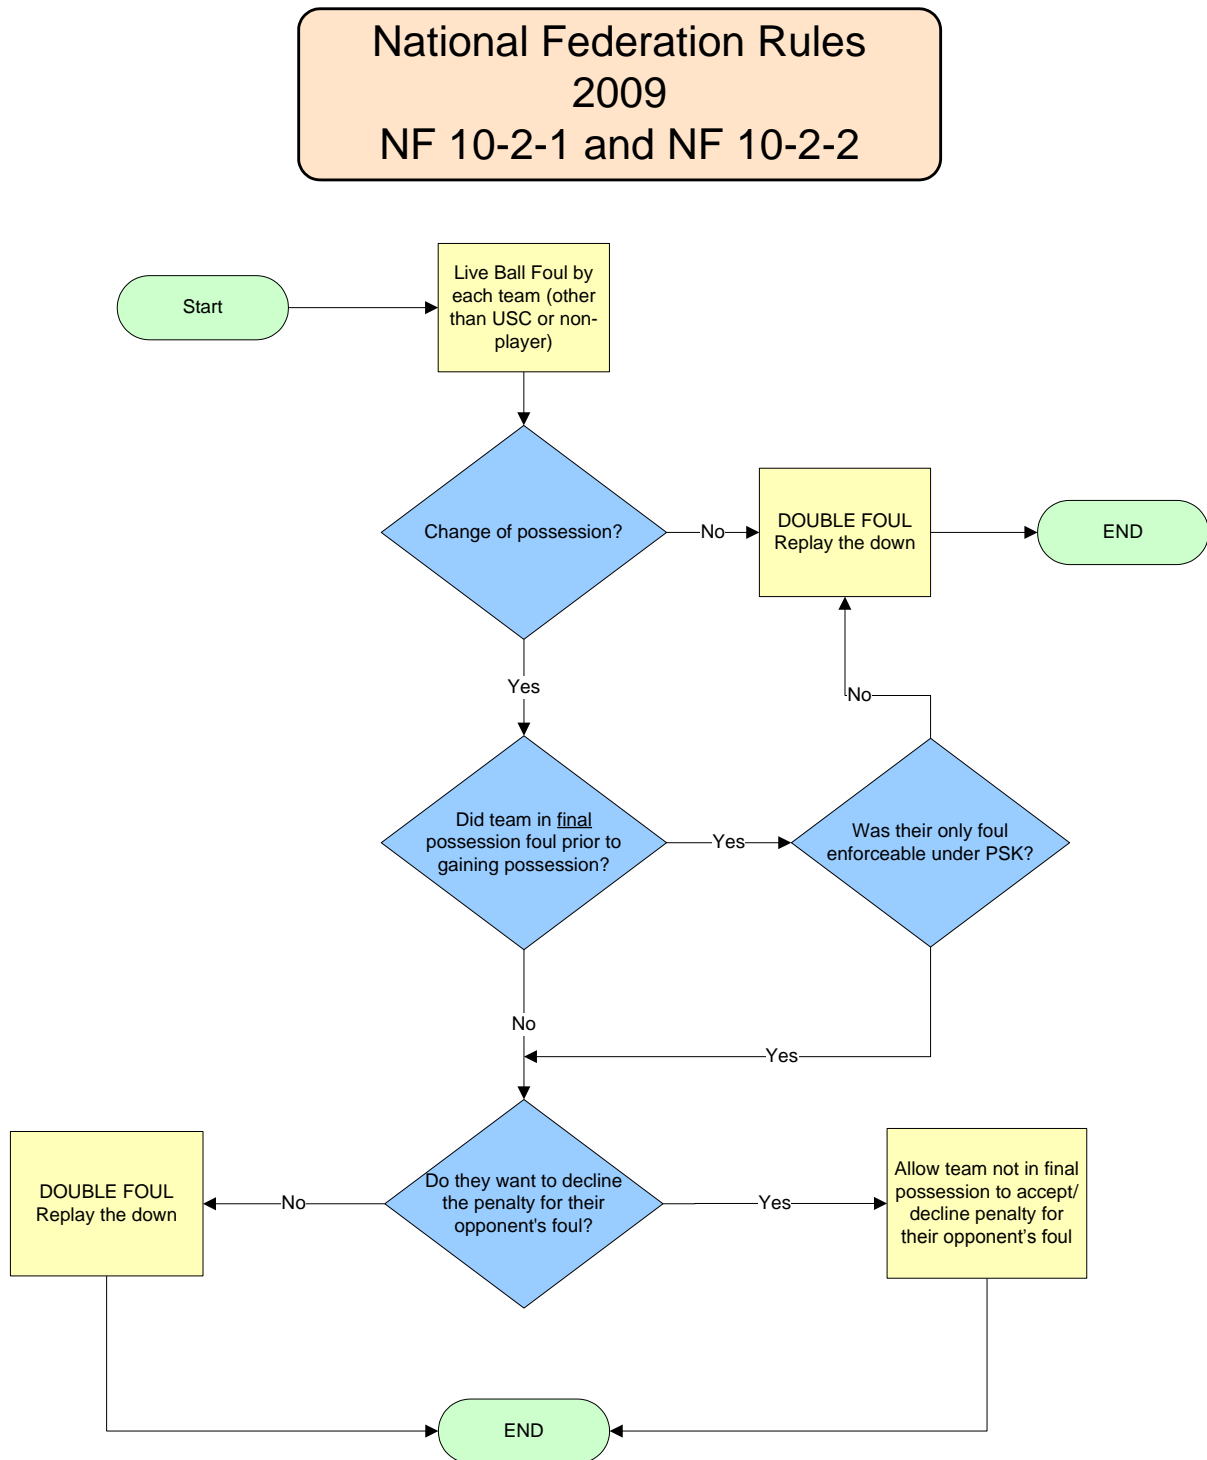 National Federation Rules
2009
NF 10-2-1 and NF 10-2-2
Start
Live Ball Foul by
each team (other
than USC or non-
player)
Change of possession?
No
DOUBLE FOUL
Replay the down
END
Yes
No
Did team in final
possession foul prior to
gaining possession?
Yes
Was their only foul
enforceable under PSK?
No
Yes
DOUBLE FOUL
Replay the down
No
Do they want to decline
the penalty for their
opponent's foul?
Yes
Allow team not in final
possession to accept/
decline penalty for
their opponent’s foul
END